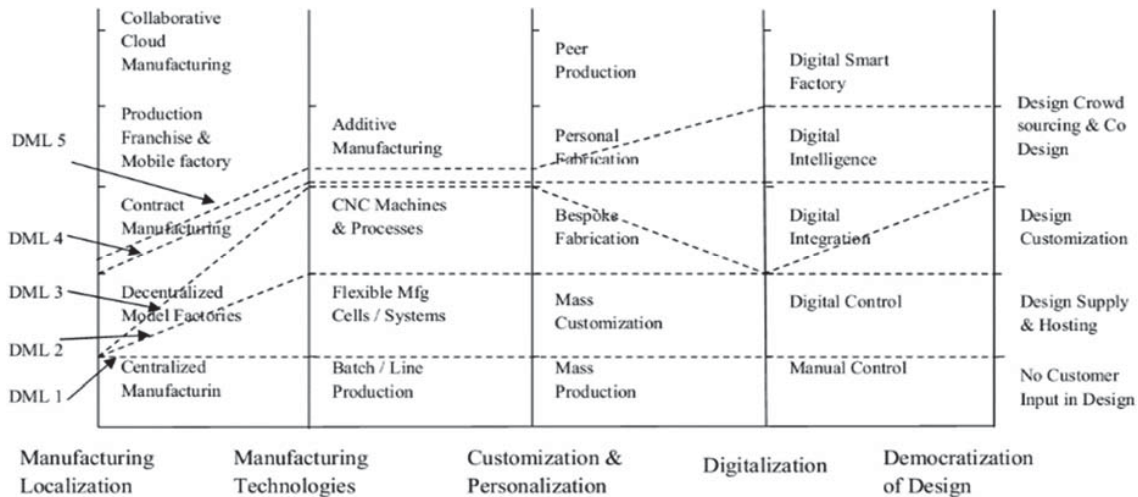 Collaborative
Cloud
Manufacturing
Production
Franchise &
Mobile factory
Contract
Manufacturing
Decentralized
Model Factories
Centralized
Manufacturin
DML 5
DML 4
DML 3
DML 2
DML 1
Additive
Manufacturing
CNC Machines
& Processes
Flexible Mfg
Cells / Systems
Batch / Line
Production
Peer
Production
Personal
Fabrication
Bespoke
Fabrication
Mass
Customization
Mass
Production
Digital Smart
Factory
Digital
Intelligence
Digital
Integration
Digital Control
Manual Control
Design Crowd
sourcing & Co
Design
Design
Customization
Design Supply
& Hosting
No Customer
Input in Design
Manufacturing
Localization
Manufacturing
Technologies
Customization &
Personalization
Digitalization
Democratization
of Design